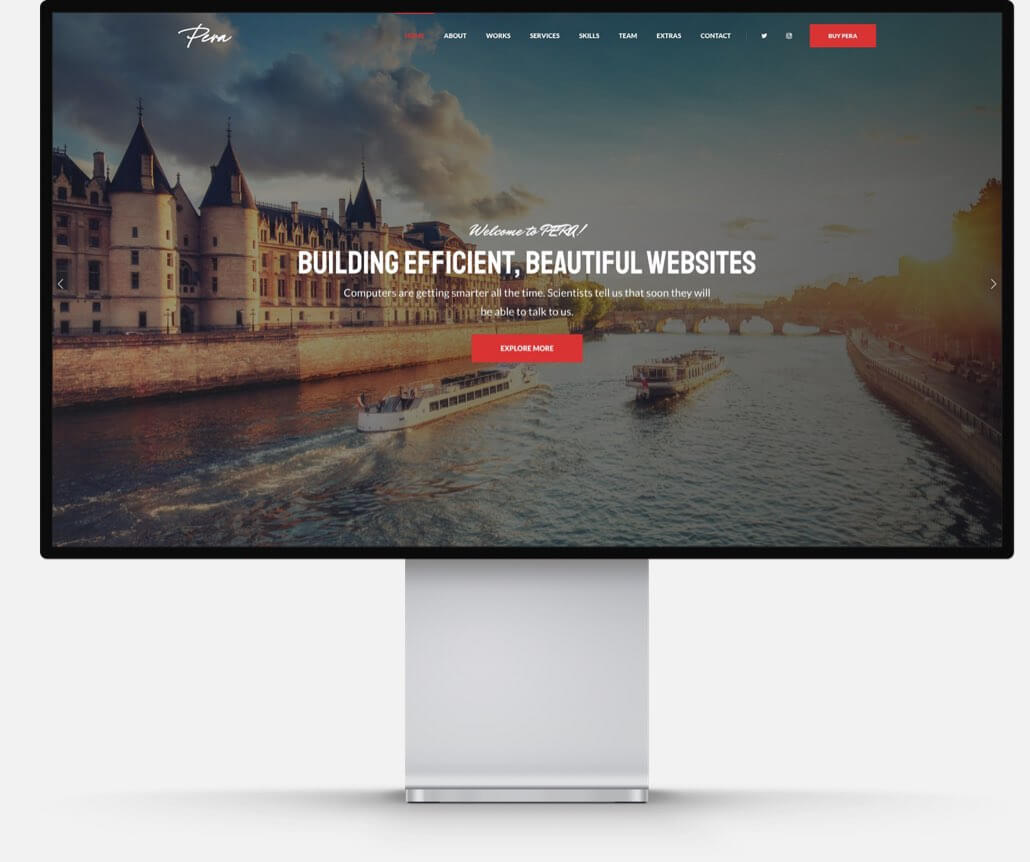 Pera
HOME
ABOUT
WORKS
SERVICES
SKILLS
TEAM
EXTRAS
CONTACT
BUY PERA
Welcome to PERA!
BUILDING EFFICIENT, BEAUTIFUL WEBSITES
Computers are getting smarter all the time. Scientists tell us that soon they will
be able to talk to us.
EXPLORE MORE